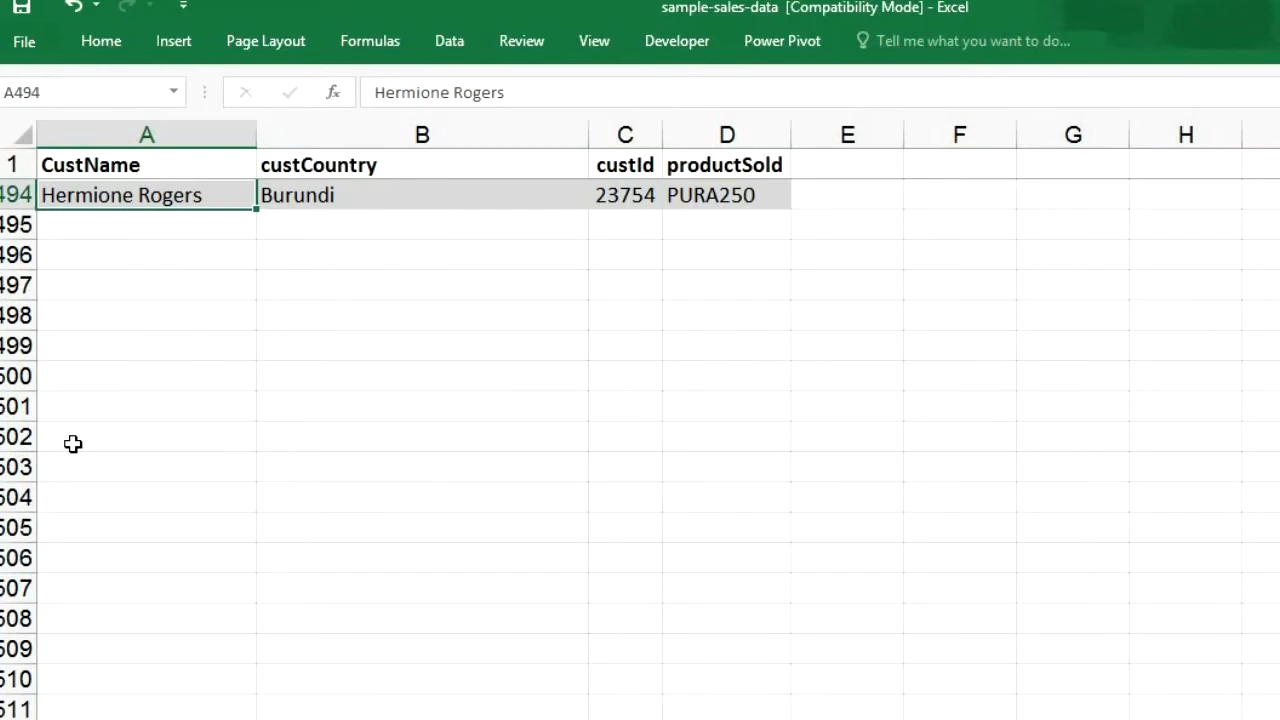 sample-sales-data [Compatibility Mode] - Excel
File Home Insert Page Layout Formulas Data Review View Developer Power Pivot Tell me what you want to do...
A494 fx Hermione Rogers
A B C D E F G H
1 CustName custCountry custId productSold
494 Hermione Rogers Burundi 23754 PURA250
495
496
497
498
499
500
501
502
503
504
505
506
507
508
509
510
511